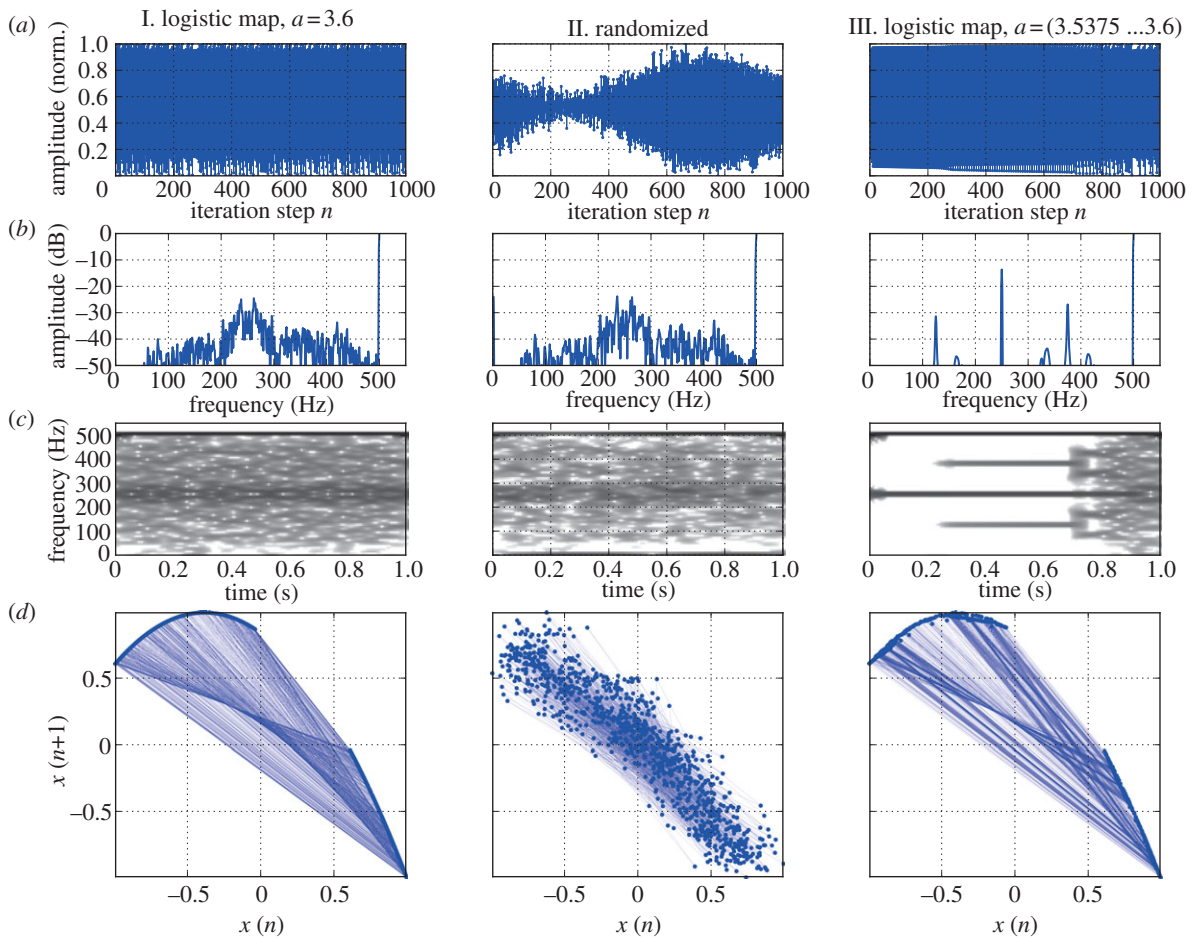 I. logistic map, a = 3.6
II. randomized
III. logistic map, a = (3.5375 ...3.6)
(a)
amplitude (norm.)
1.0
0.8
0.6
0.4
0.2
0 200 400 600 800 1000
0 200 400 600 800 1000
0 200 400 600 800 1000
iteration step n
iteration step n
iteration step n
(b)
amplitude (dB)
0
−10
−20
−30
−40
−50
0 100 200 300 400 500
0 100 200 300 400 500
0 100 200 300 400 500
frequency (Hz)
frequency (Hz)
frequency (Hz)
(c)
frequency (Hz)
500
400
300
200
100
0
0 0.2 0.4 0.6 0.8 1.0
0 0.2 0.4 0.6 0.8 1.0
0 0.2 0.4 0.6 0.8 1.0
time (s)
time (s)
time (s)
(d)
x (n+1)
0.5
0
−0.5
−0.5 0 0.5
−0.5 0 0.5
−0.5 0 0.5
x (n)
x (n)
x (n)